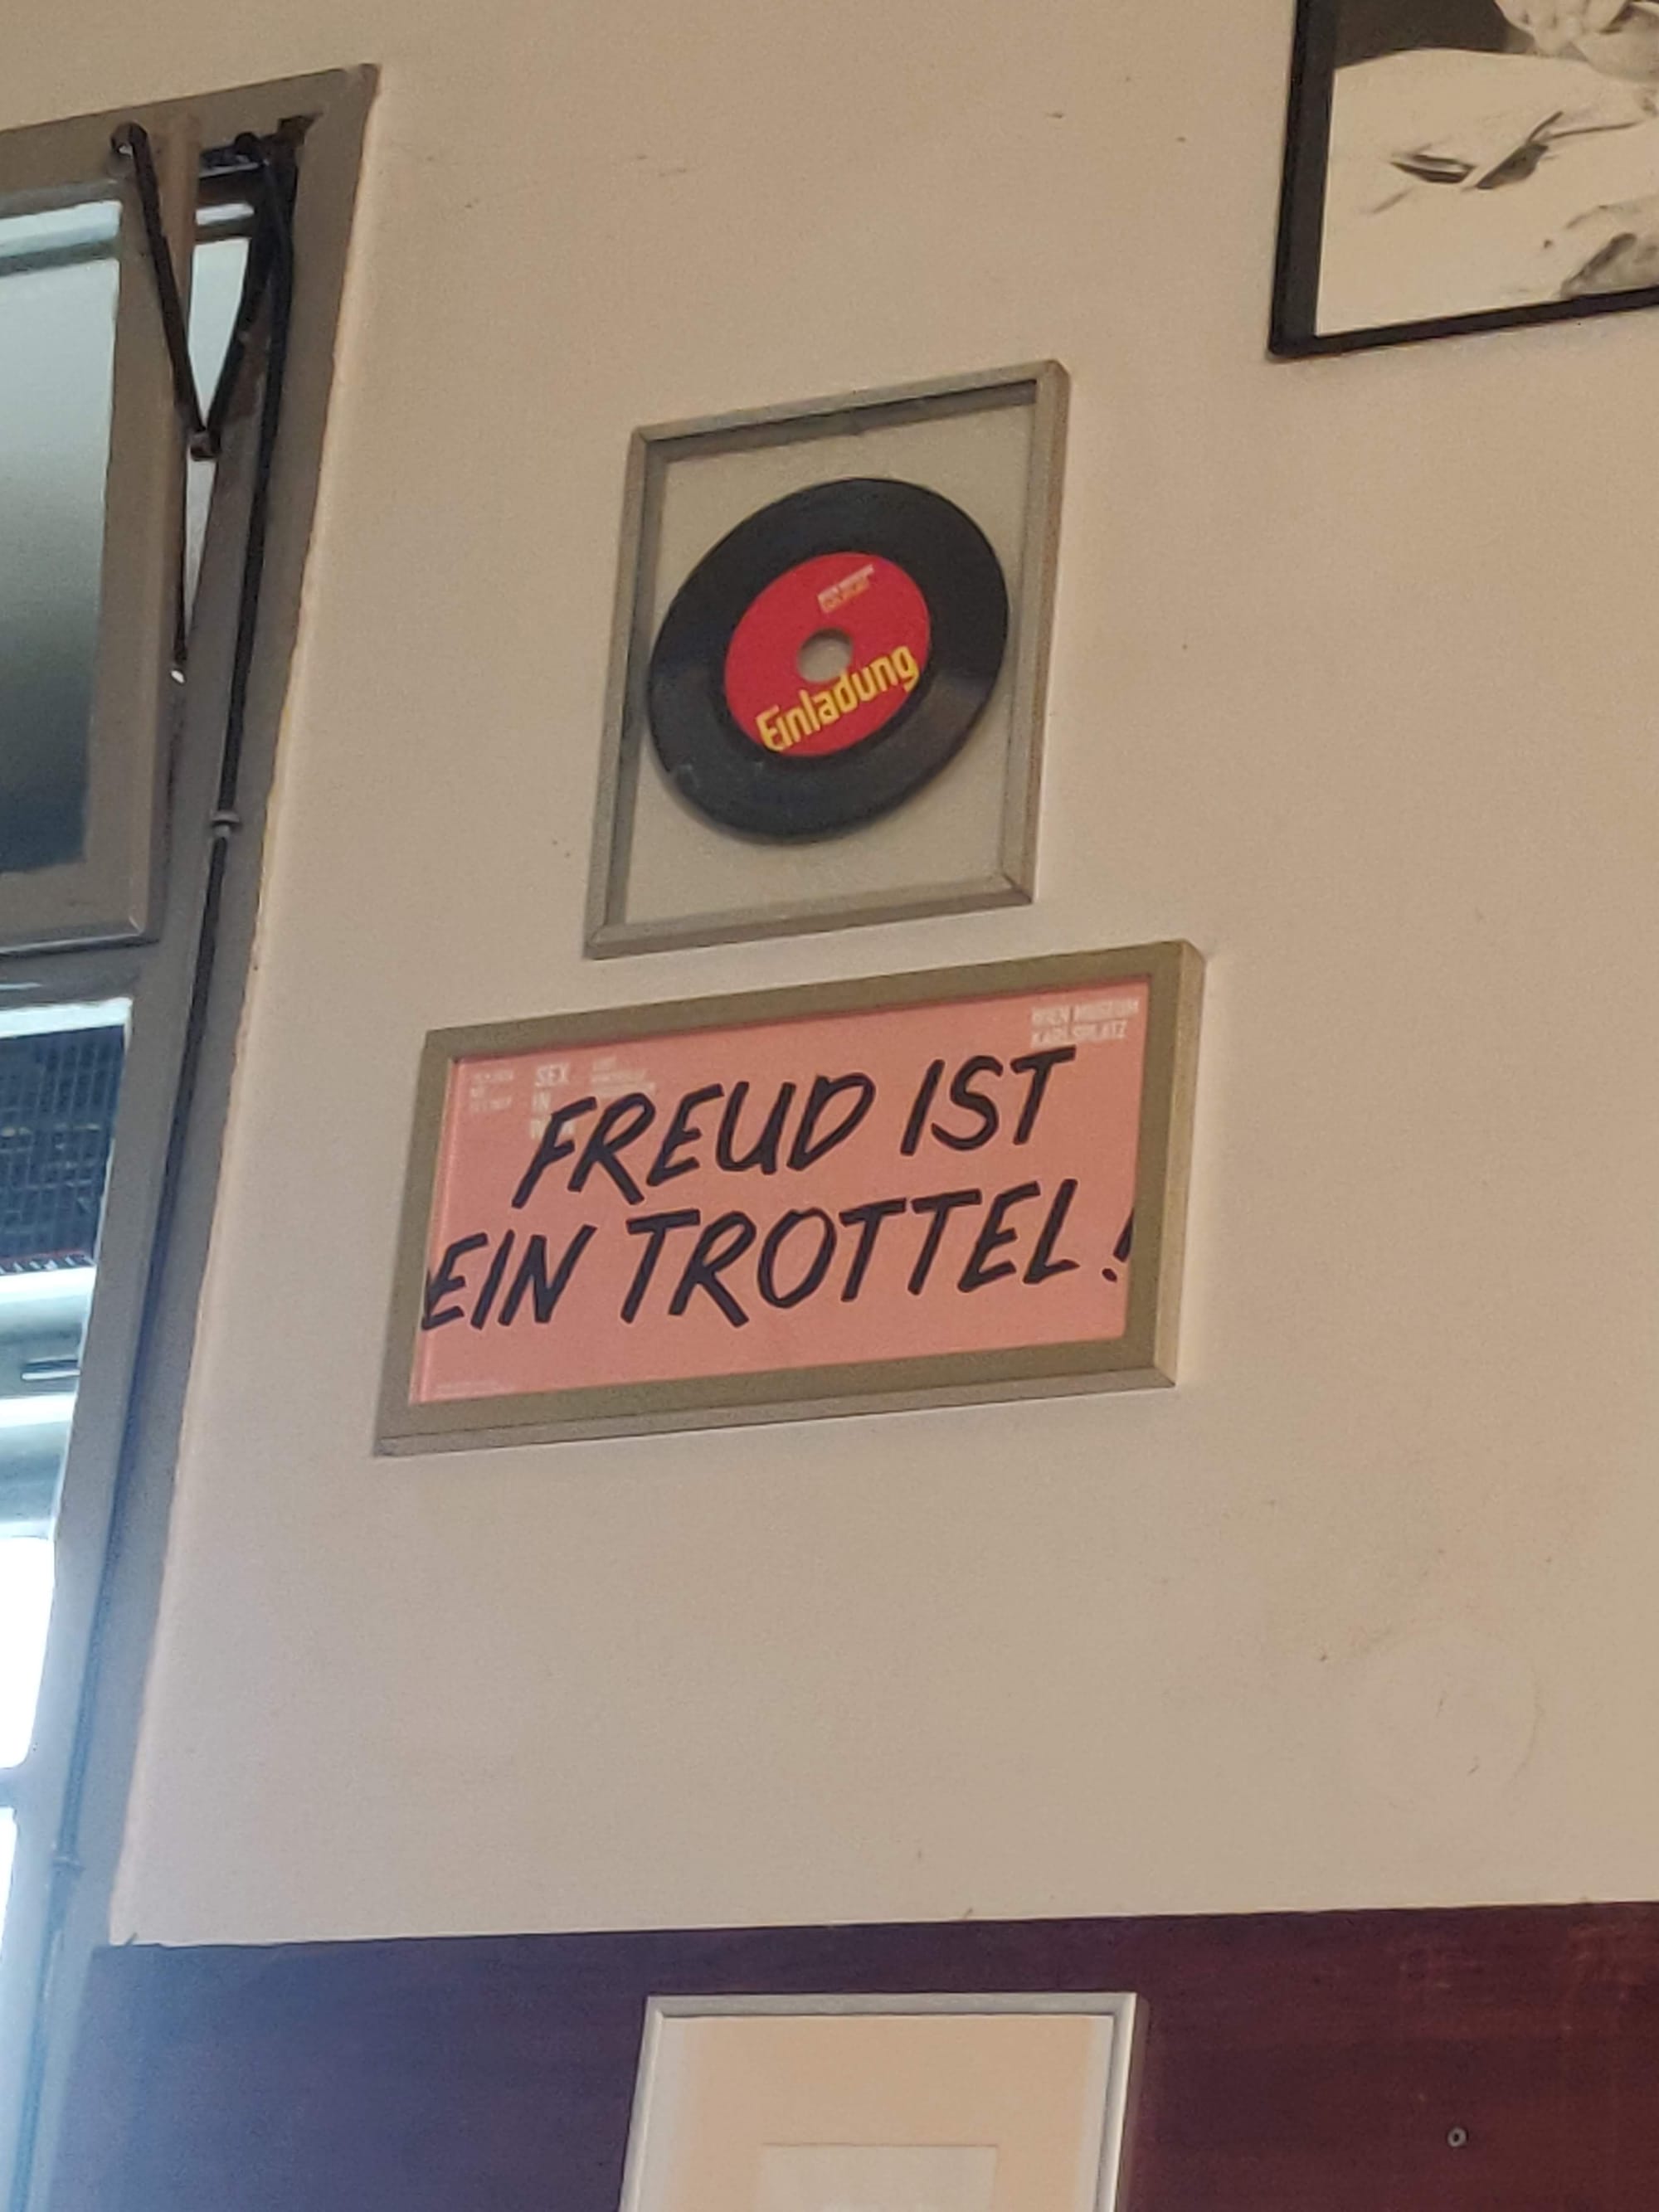 Einladung
WIEN MUSEUM
KARLSPLATZ
SEX
IN
FREUD IST
EIN TROTTEL!